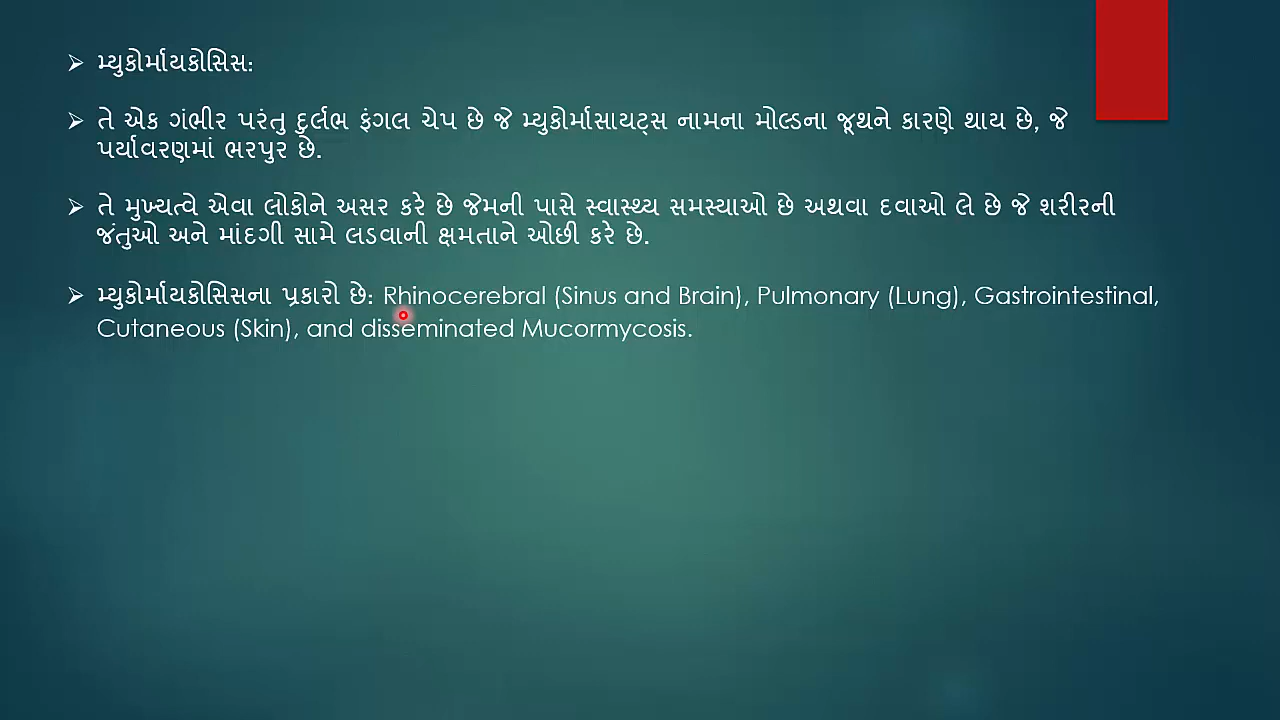 ➢ મ્યુકોર્માયકોસિસ:
➢ તે એક ગંભીર પરંતુ દુર્લભ ફંગલ ચેપ છે જે મ્યુકોર્માસાયટ્સ નામના મોલ્ડના જૂથને કારણે થાય છે, જે
પર્યાવરણમાં ભરપુર છે.
➢ તે મુખ્યત્વે એવા લોકોને અસર કરે છે જેમની પાસે સ્વાસ્થ્ય સમસ્યાઓ છે અથવા દવાઓ લે છે જે શરીરની
જંતુઓ અને માંદગી સામે લડવાની ક્ષમતાને ઓછી કરે છે.
➢ મ્યુકોર્માયકોસિસના પ્રકારો છે: Rhinocerebral (Sinus and Brain), Pulmonary (Lung), Gastrointestinal,
Cutaneous (Skin), and disseminated Mucormycosis.